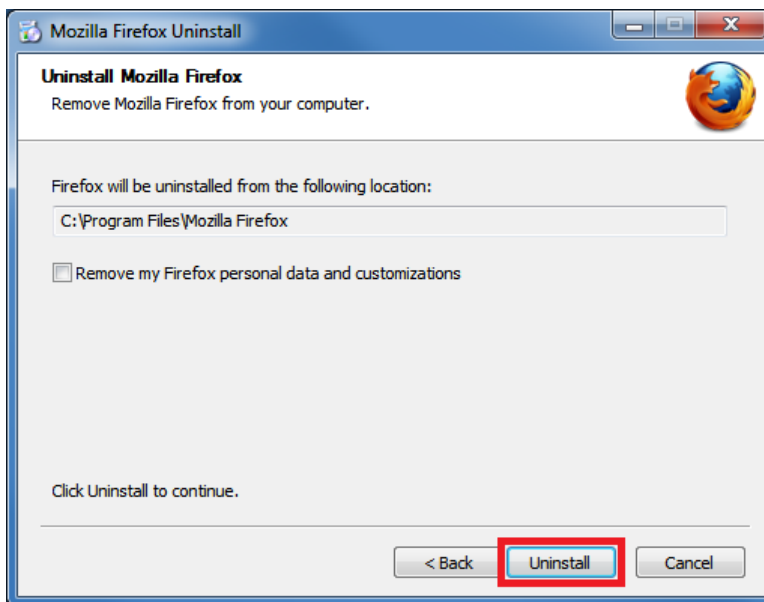 Mozilla Firefox Uninstall
Uninstall Mozilla Firefox
Remove Mozilla Firefox from your computer.
Firefox will be uninstalled from the following location:
C:\Program Files\Mozilla Firefox
Remove my Firefox personal data and customizations
Click Uninstall to continue.
< Back Uninstall Cancel